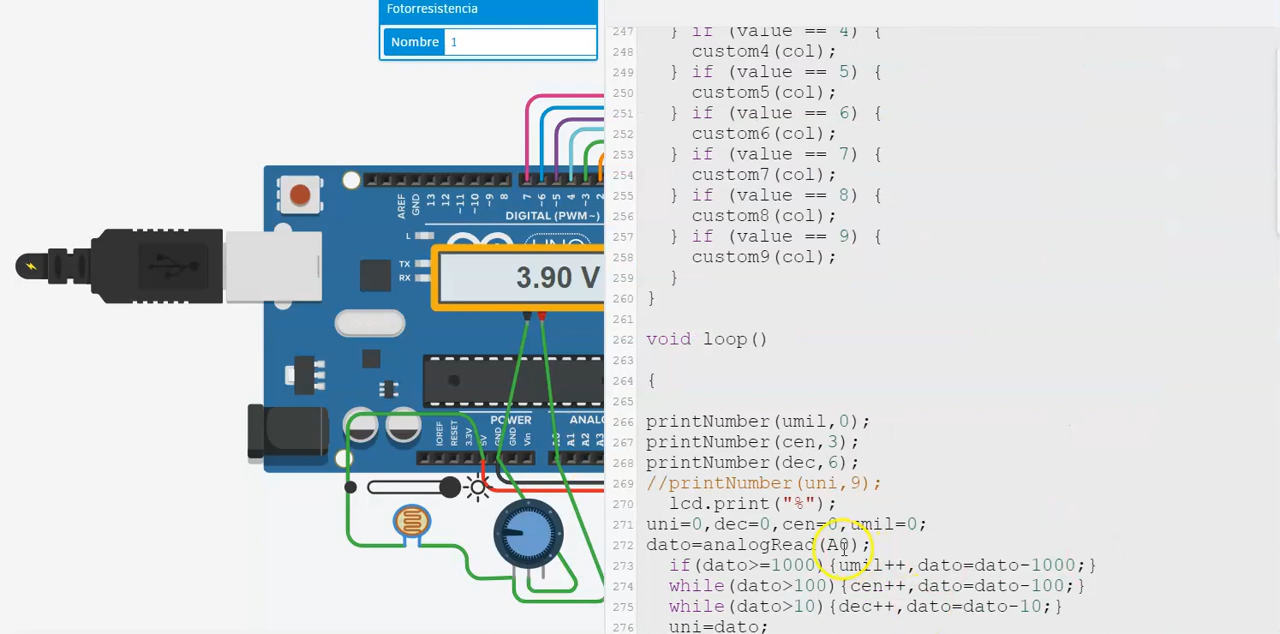 Fotorresistencia
Nombre 1
AREF
GND
13
12
~11
~10
~9
8
7
~6
~5
4
~3
2
DIGITAL (PWM~)
L
TX
RX
UNO
3.90 V
POWER
ANALO
IOREF
RESET
3.3V
5V
GND
GND
Vin
A0
A1
A2
A3
247 } if (value == 4) {
248 custom4(col);
249 } if (value == 5) {
250 custom5(col);
251 } if (value == 6) {
252 custom6(col);
253 } if (value == 7) {
254 custom7(col);
255 } if (value == 8) {
256 custom8(col);
257 } if (value == 9) {
258 custom9(col);
259 }
260 }
261
262 void loop()
263
264 {
265
266 printNumber(umil,0);
267 printNumber(cen,3);
268 printNumber(dec,6);
269 //printNumber(uni,9);
270 lcd.print("%");
271 uni=0,dec=0,cen=0,umil=0;
272 dato=analogRead(A0);
273 if(dato>=1000){umil++,dato=dato-1000;}
274 while(dato>100){cen++,dato=dato-100;}
275 while(dato>10){dec++,dato=dato-10;}
276 uni=dato;